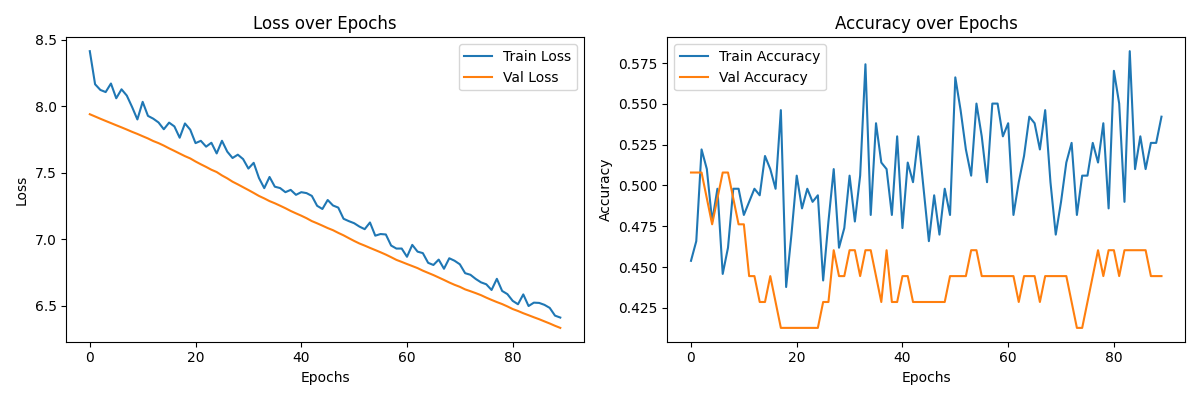 Loss over Epochs
8.5
8.0
7.5
7.0
6.5
Loss
0 20 40 60 80
Epochs
Train Loss
Val Loss
Accuracy over Epochs
0.575
0.550
0.525
0.500
0.475
0.450
0.425
Accuracy
0 20 40 60 80
Epochs
Train Accuracy
Val Accuracy